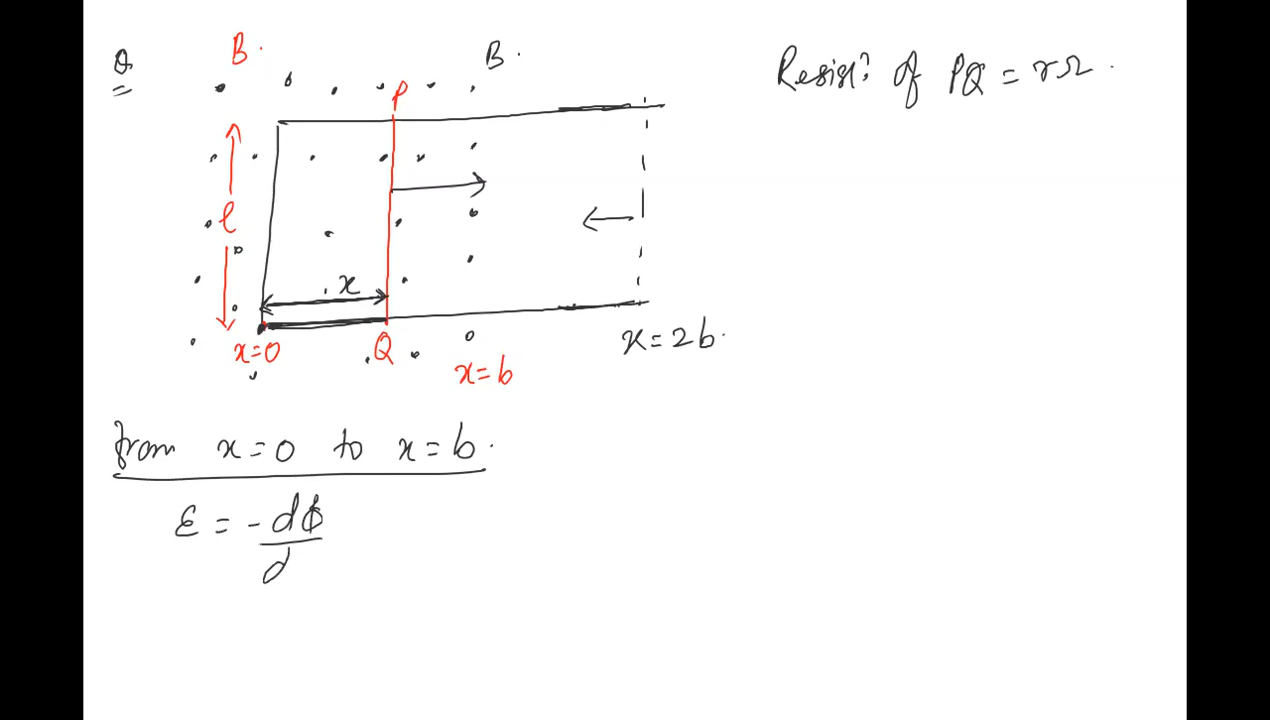 Q
B.
B.
Resist? of PQ = rΩ.
P
l
x
x=0
Q
x=b
x=2b.
from x=0 to x=b.
ε = -dΦ
d